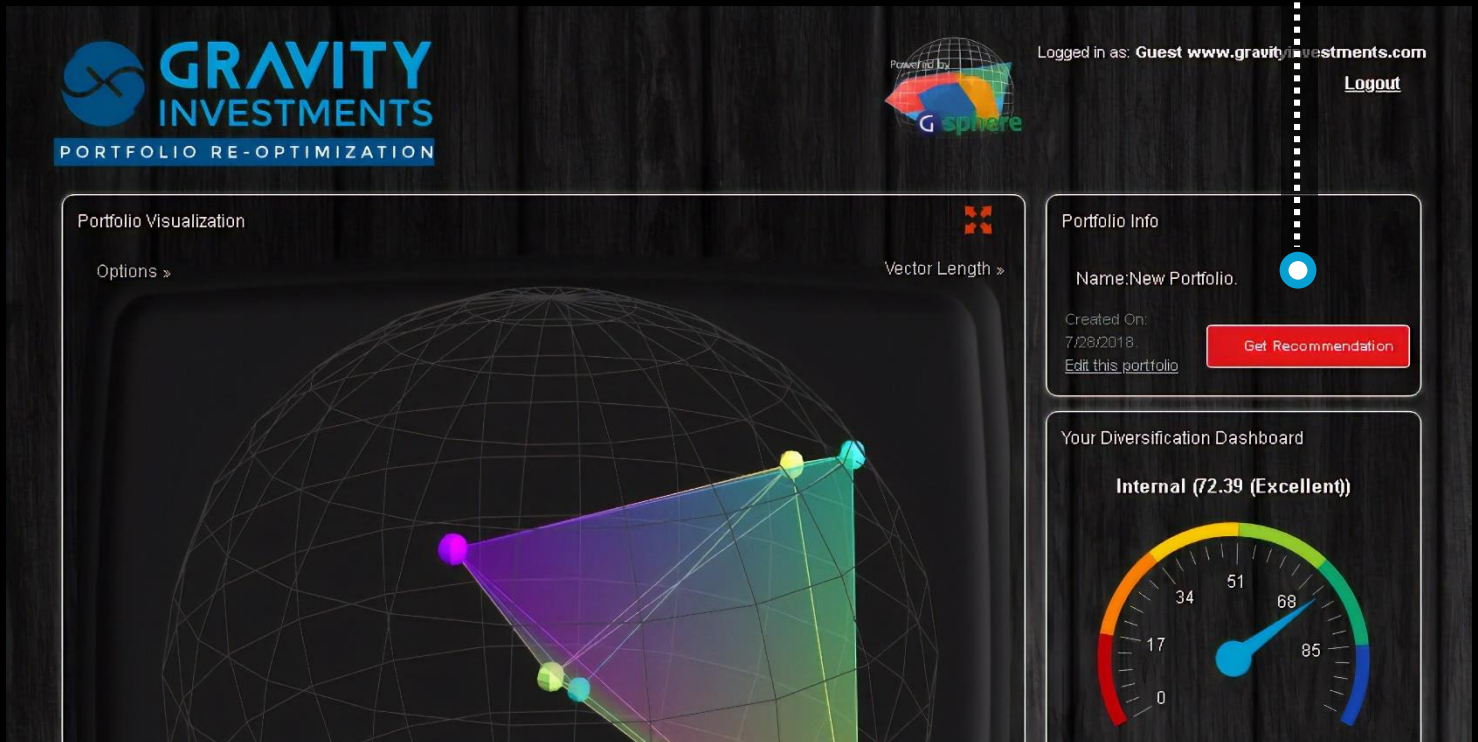 GRAVITY
INVESTMENTS
PORTFOLIO RE-OPTIMIZATION
Powered by
G sphere
Logged in as: Guest www.gravityinvestments.com
Logout
Portfolio Visualization
Options »
Vector Length »
Portfolio Info
Name:New Portfolio.
Created On:
7/28/2018.
Edit this portfolio
Get Recommendation
Your Diversification Dashboard
Internal (72.39 (Excellent))
0
17
34
51
68
85